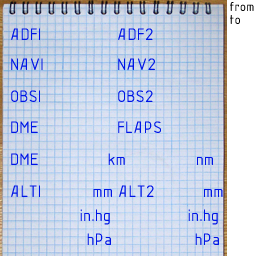 from
to
ADF1 ADF2
NAV1 NAV2
OBS1 OBS2
DME FLAPS
DME km nm
ALT1 mm ALT2 mm
in.hg in.hg
hPa hPa